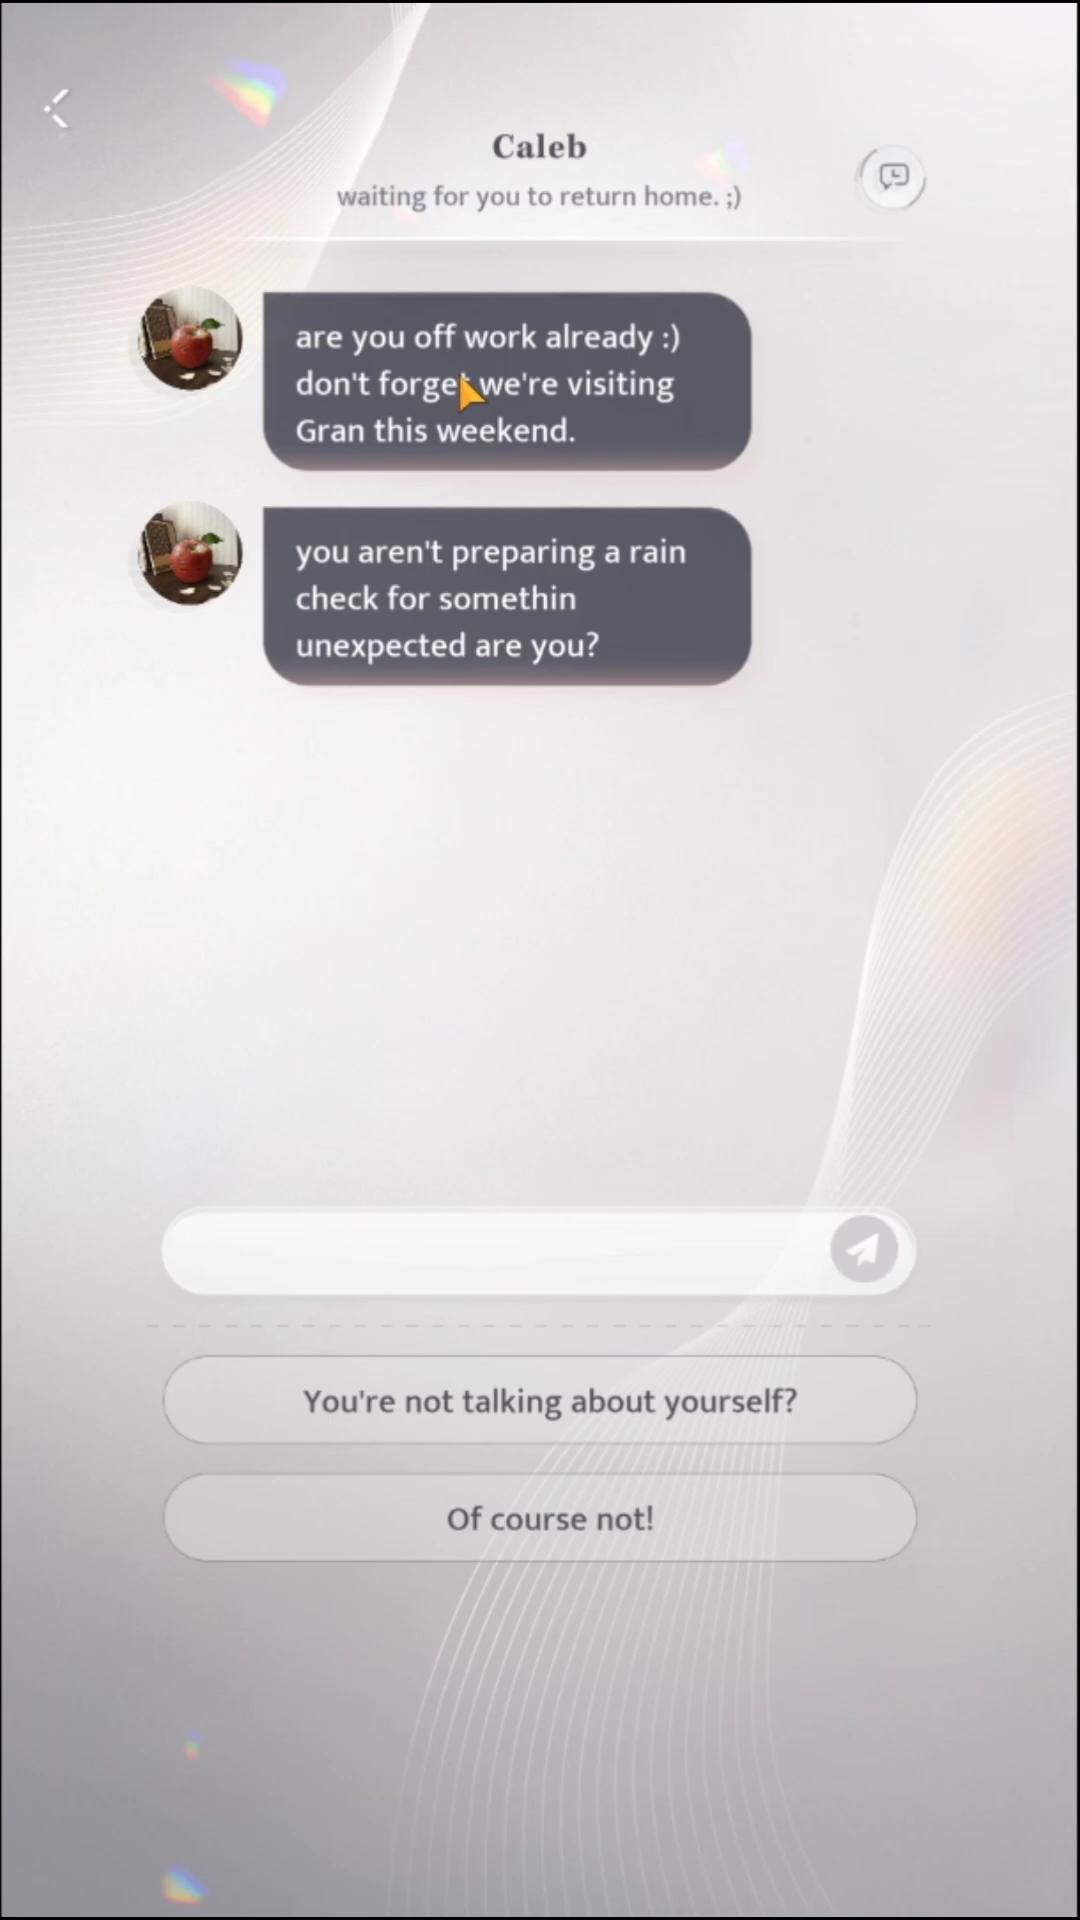 Caleb
waiting for you to return home. ;)
are you off work already :)
don't forget we're visiting
Gran this weekend.
you aren't preparing a rain
check for somethin
unexpected are you?
You're not talking about yourself?
Of course not!